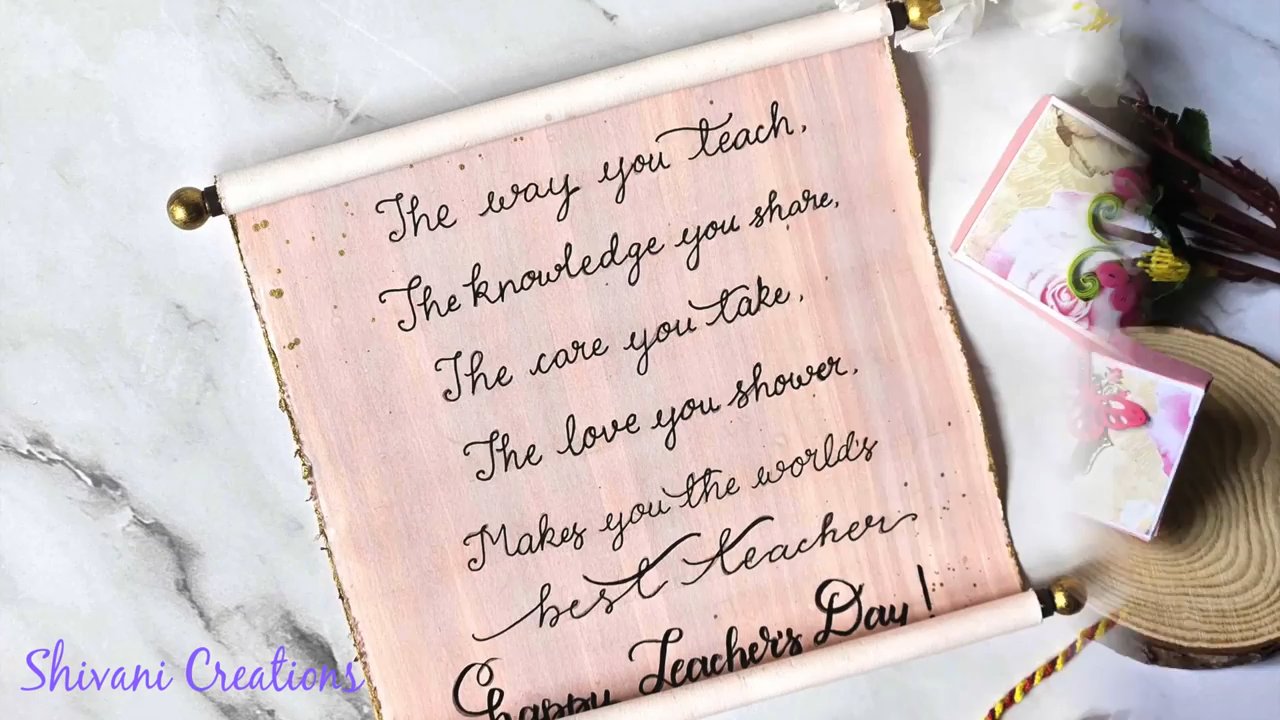 The way you teach,
The knowledge you share,
The care you take,
The love you shower,
Makes you the world's
best teacher
Happy Teacher's Day!
Shivani Creations